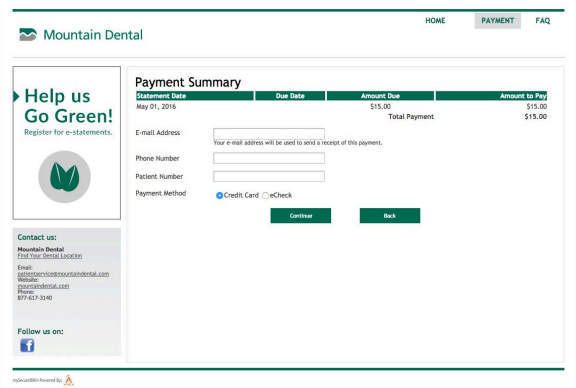 HOME PAYMENT FAQ
Mountain Dental
Help us
Go Green!
Register for e-statements.
Payment Summary
Statement Date Due Date Amount Due Amount to Pay
May 01, 2016 $15.00 $15.00
Total Payment $15.00
E-mail Address
Your e-mail address will be used to send a receipt of this payment.
Phone Number
Patient Number
Payment Method Credit Card eCheck
Continue Back
Contact us:
Mountain Dental
Find Your Dental Location
Email:
patientservice@mountaindental.com
Website:
mountaindental.com
Phone:
877-617-3140
Follow us on:
f
mySecureBill® Powered By: